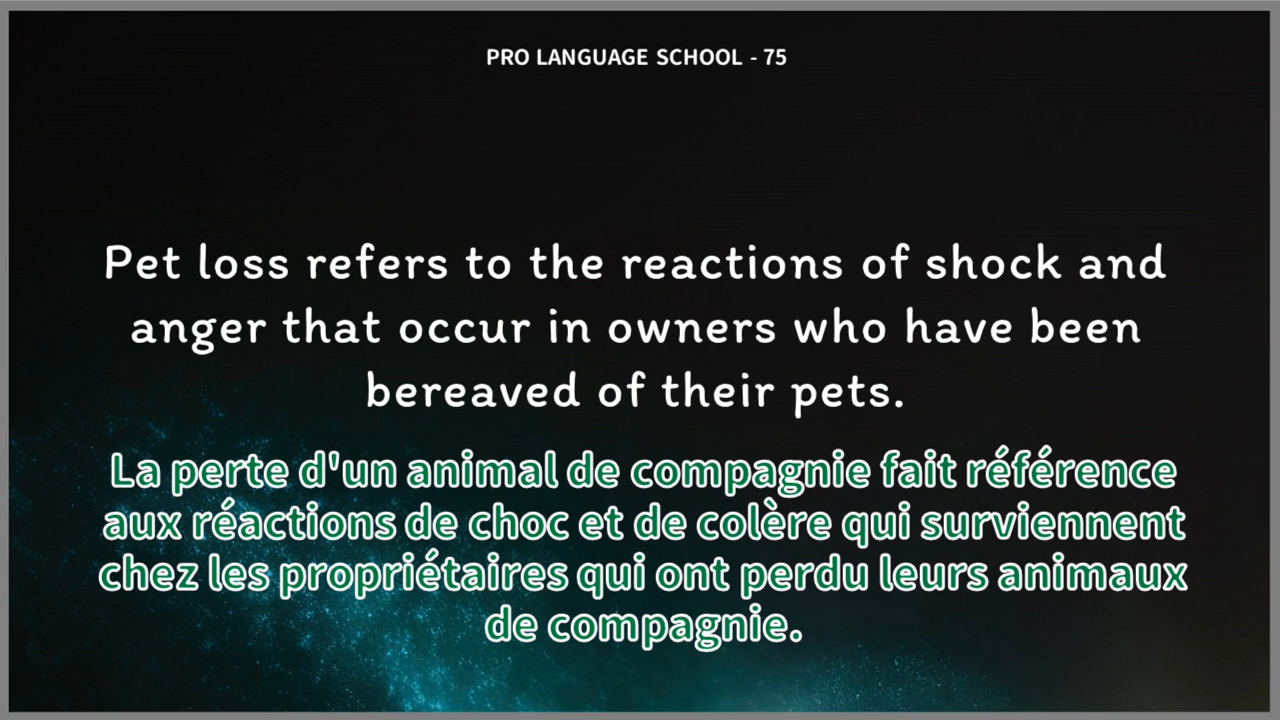 PRO LANGUAGE SCHOOL - 75
Pet loss refers to the reactions of shock and
anger that occur in owners who have been
bereaved of their pets.
La perte d'un animal de compagnie fait référence
aux réactions de choc et de colère qui surviennent
chez les propriétaires qui ont perdu leurs animaux
de compagnie.